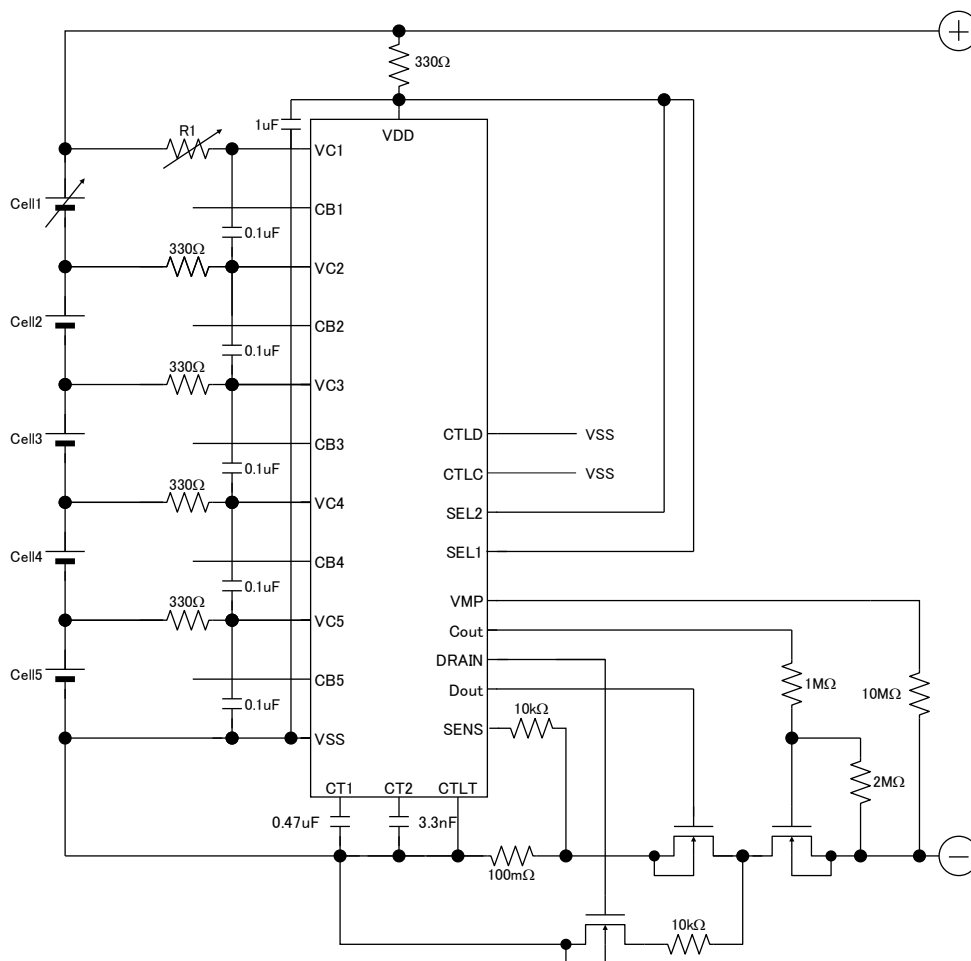 330Ω
1uF
VDD
R1
VC1
Cell1
CB1
0.1uF
330Ω
VC2
Cell2
CB2
0.1uF
330Ω
VC3
Cell3
CB3
CTLD
VSS
0.1uF
CTLC
VSS
330Ω
VC4
SEL2
Cell4
CB4
SEL1
0.1uF
330Ω
VMP
VC5
Cout
DRAIN
Cell5
CB5
Dout
1MΩ
10MΩ
0.1uF
10kΩ
SENS
VSS
2MΩ
CT1
CT2
CTLT
0.47uF
3.3nF
100mΩ
10kΩ